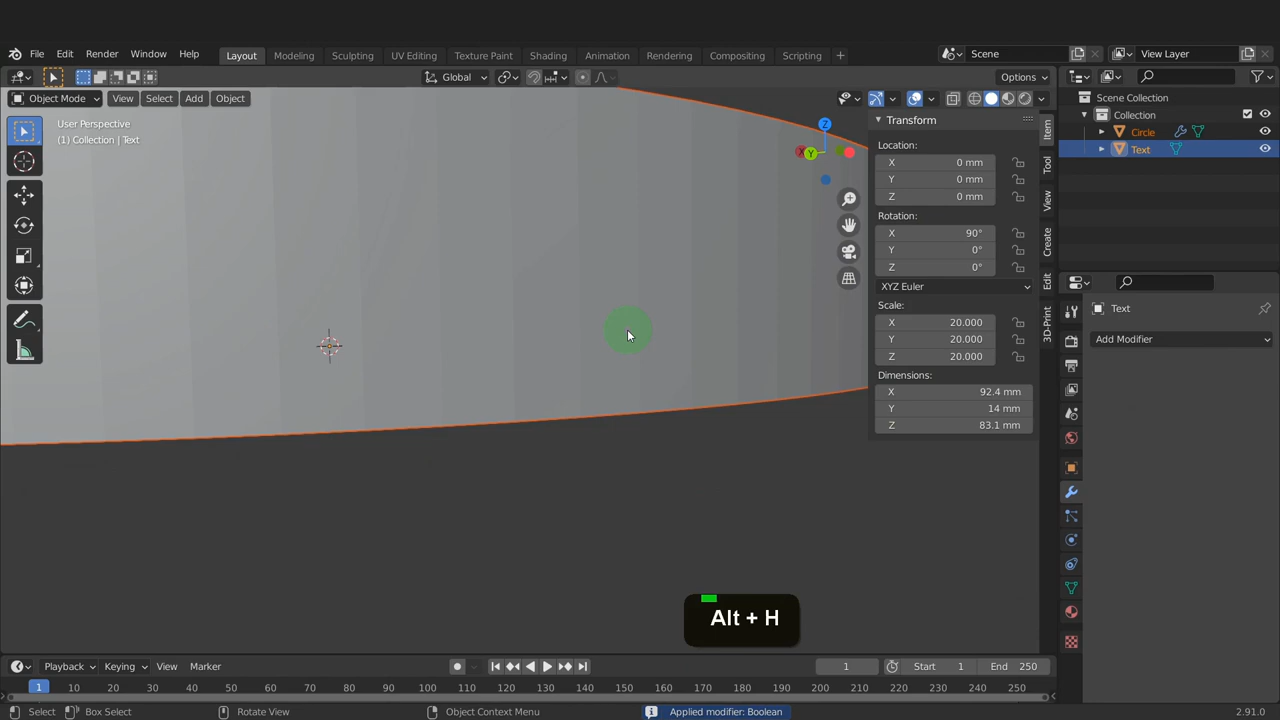 File Edit Render Window Help Layout Modeling Sculpting UV Editing Texture Paint Shading Animation Rendering Compositing Scripting + Scene View Layer
Global Options
Object Mode View Select Add Object
User Perspective
(1) Collection | Text
X
Y
Z
Transform
Location:
X 0 mm
Y 0 mm
Z 0 mm
Rotation:
X 90°
Y 0°
Z 0°
XYZ Euler
Scale:
X 20.000
Y 20.000
Z 20.000
Dimensions:
X 92.4 mm
Y 14 mm
Z 83.1 mm
Item
Tool
View
Create
Edit
3D-Print
Scene Collection
Collection
Circle
Text
Text
Add Modifier
Alt + H
Playback Keying View Marker 1 Start 1 End 250
1 10 20 30 40 50 60 70 80 90 100 110 120 130 140 150 160 170 180 190 200 210 220 230 240 250
Select Box Select Rotate View Object Context Menu Applied modifier: Boolean 2.91.0